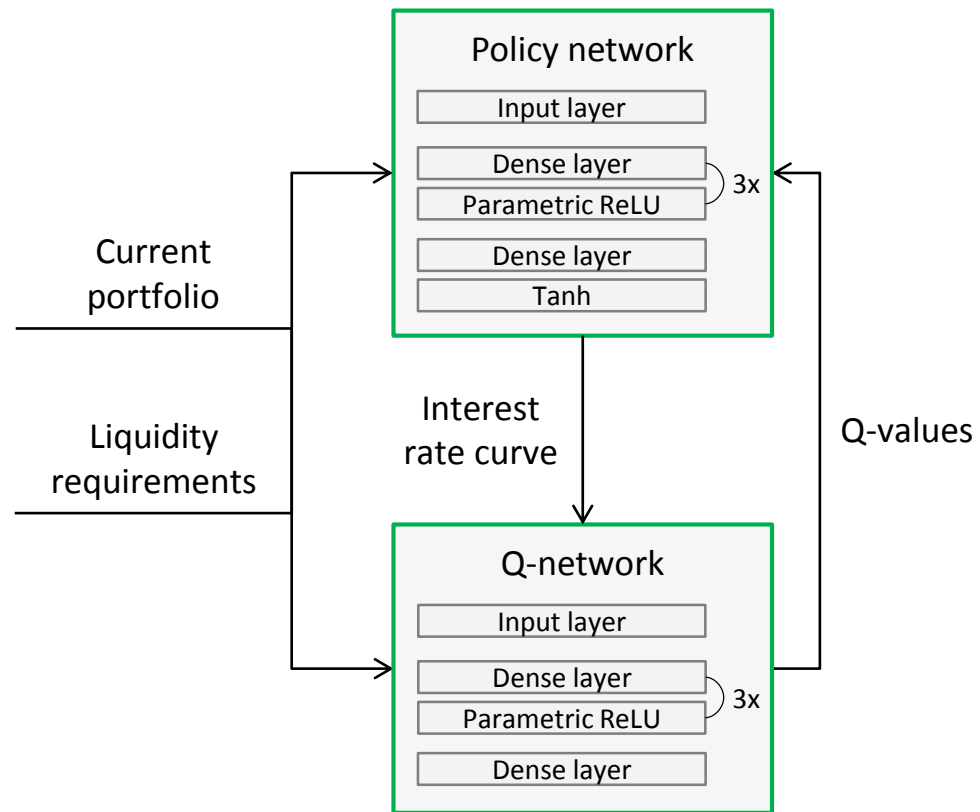 Policy network
Input layer
Dense layer
Parametric ReLU
3x
Dense layer
Tanh
Current
portfolio
Liquidity
requirements
Interest
rate curve
Q-values
Q-network
Input layer
Dense layer
Parametric ReLU
3x
Dense layer